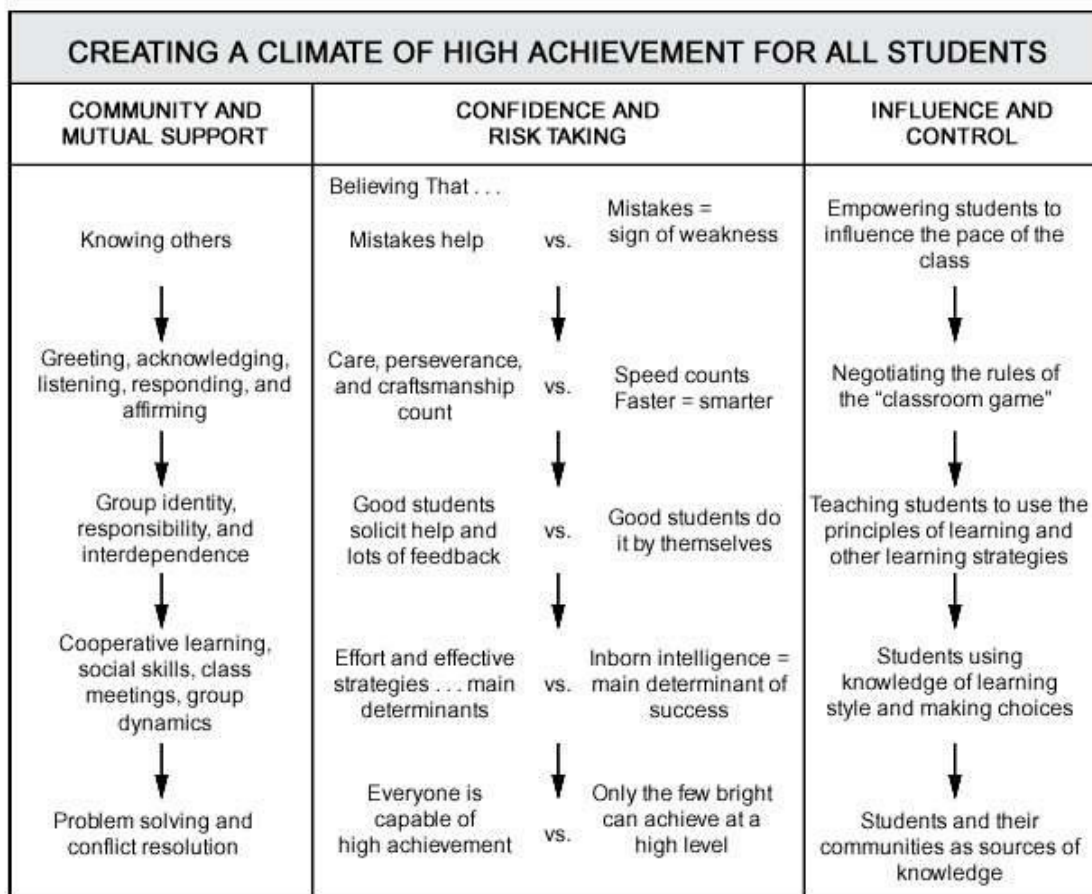 CREATING A CLIMATE OF HIGH ACHIEVEMENT FOR ALL STUDENTS
COMMUNITY AND
MUTUAL SUPPORT
CONFIDENCE AND
RISK TAKING
INFLUENCE AND
CONTROL
Knowing others
Greeting, acknowledging,
listening, responding, and
affirming
Group identity,
responsibility, and
interdependence
Cooperative learning,
social skills, class
meetings, group
dynamics
Problem solving and
conflict resolution
Believing That . . .
Mistakes help
vs.
Mistakes =
sign of weakness
Care, perseverance,
and craftsmanship
count
vs.
Speed counts
Faster = smarter
Good students
solicit help and
lots of feedback
vs.
Good students do
it by themselves
Effort and effective
strategies . . . main
determinants
vs.
Inborn intelligence =
main determinant of
success
Everyone is
capable of
high achievement
vs.
Only the few bright
can achieve at a
high level
Empowering students to
influence the pace of the
class
Negotiating the rules of
the “classroom game”
Teaching students to use the
principles of learning and
other learning strategies
Students using
knowledge of learning
style and making choices
Students and their
communities as sources of
knowledge